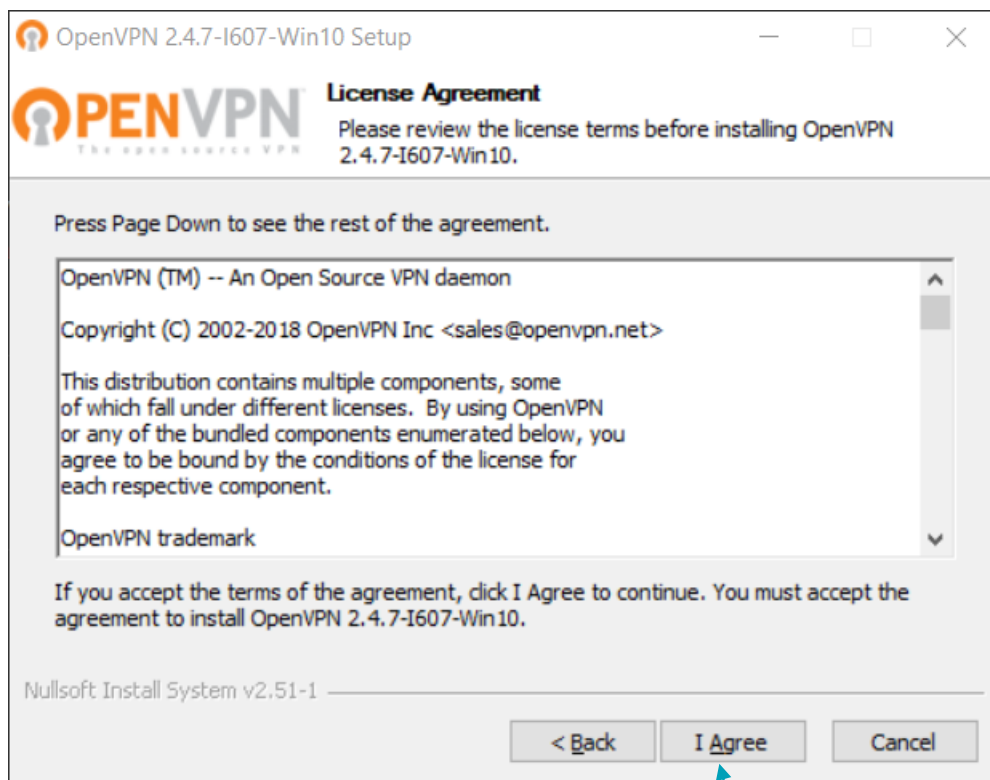 OpenVPN 2.4.7-I607-Win10 Setup
OPENVPN
The open source VPN
License Agreement
Please review the license terms before installing OpenVPN
2.4.7-I607-Win10.
Press Page Down to see the rest of the agreement.
OpenVPN (TM) -- An Open Source VPN daemon
Copyright (C) 2002-2018 OpenVPN Inc <sales@openvpn.net>
This distribution contains multiple components, some
of which fall under different licenses.  By using OpenVPN
or any of the bundled components enumerated below, you
agree to be bound by the conditions of the license for
each respective component.
OpenVPN trademark
If you accept the terms of the agreement, click I Agree to continue. You must accept the
agreement to install OpenVPN 2.4.7-I607-Win10.
Nullsoft Install System v2.51-1
< Back
I Agree
Cancel